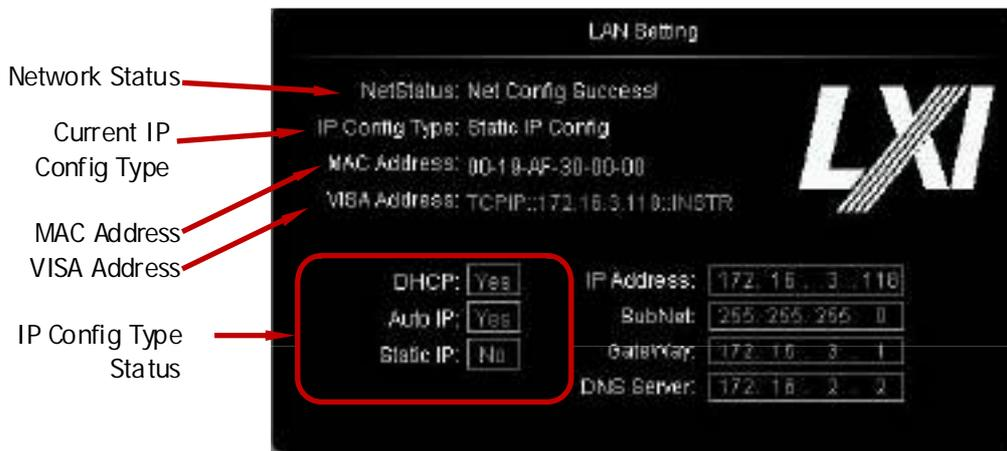 LAN Setting
Network Status
NetStatus: Net Config Success!
Current IP
Config Type
IP Config Type: Static IP Config
MAC Address
MAC Address: 00-19-AF-30-00-00
VISA Address
VISA Address: TCPIP::172.16.3.118::INSTR
LXI
IP Config Type
Status
DHCP: Yes
Auto IP: Yes
Static IP: No
IP Address: 172. 16 . 3 . 118
SubNet: 255. 255. 255. 0
GateWay: 172. 16 . 3 . 1
DNS Server: 172. 16 . 2 . 2